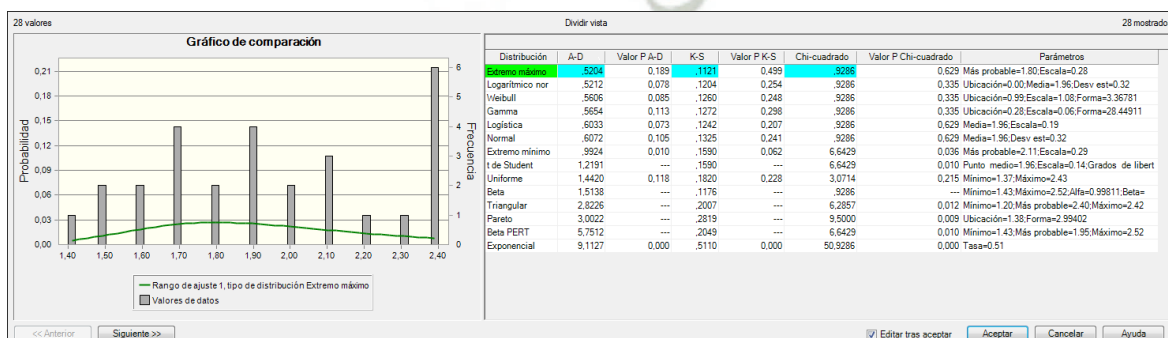 28 valores
Dividir vista
28 mostrado
Gráfico de comparación
Probabilidad
0,21
0,18
0,15
0,12
0,09
0,06
0,03
0,00
6
5
4
3
2
1
0
Frecuencia
1,40 1,50 1,60 1,70 1,80 1,90 2,00 2,10 2,20 2,30 2,40
Rango de ajuste 1, tipo de distribución Extremo máximo
Valores de datos
Distribución A-D Valor P A-D K-S Valor P K-S Chi-cuadrado Valor P Chi-cuadrado Parámetros
Extremo máximo ,5204 0,189 ,1121 0,499 ,9286 0,629 Más probable=1.80;Escala=0.28
Logarítmico nor ,5212 0,078 ,1204 0,254 ,9286 0,335 Ubicación=0.00;Media=1.96;Desv est=0.32
Weibull ,5606 0,085 ,1260 0,248 ,9286 0,335 Ubicación=0.99;Escala=1.08;Forma=3.36781
Gamma ,5654 0,113 ,1272 0,298 ,9286 0,335 Ubicación=0.28;Escala=0.06;Forma=28.44911
Logística ,6033 0,073 ,1242 0,207 ,9286 0,629 Media=1.96;Escala=0.19
Normal ,6072 0,105 ,1325 0,241 ,9286 0,629 Media=1.96;Desv est=0.32
Extremo mínimo ,9924 0,010 ,1590 0,062 6,6429 0,036 Más probable=2.11;Escala=0.29
t de Student 1,2191 --- ,1590 --- 6,6429 0,010 Punto medio=1.96;Escala=0.14;Grados de libert
Uniforme 1,4420 0,118 ,1820 0,228 3,0714 0,215 Mínimo=1.37;Máximo=2.43
Beta 1,5138 --- ,1176 --- ,9286 --- Mínimo=1.43;Máximo=2.52;Alfa=0.99811;Beta=
Triangular 2,8226 --- ,2007 --- 6,2857 0,012 Mínimo=1.20;Más probable=2.40;Máximo=2.42
Pareto 3,0022 --- ,2819 --- 9,5000 0,009 Ubicación=1.38;Forma=2.99402
Beta PERT 5,7512 --- ,2049 --- 6,6429 0,010 Mínimo=1.43;Más probable=1.95;Máximo=2.52
Exponencial 9,1127 0,000 ,5110 0,000 50,9286 0,000 Tasa=0.51
<< Anterior Siguiente >> Editar tras aceptar Aceptar Cancelar Ayuda